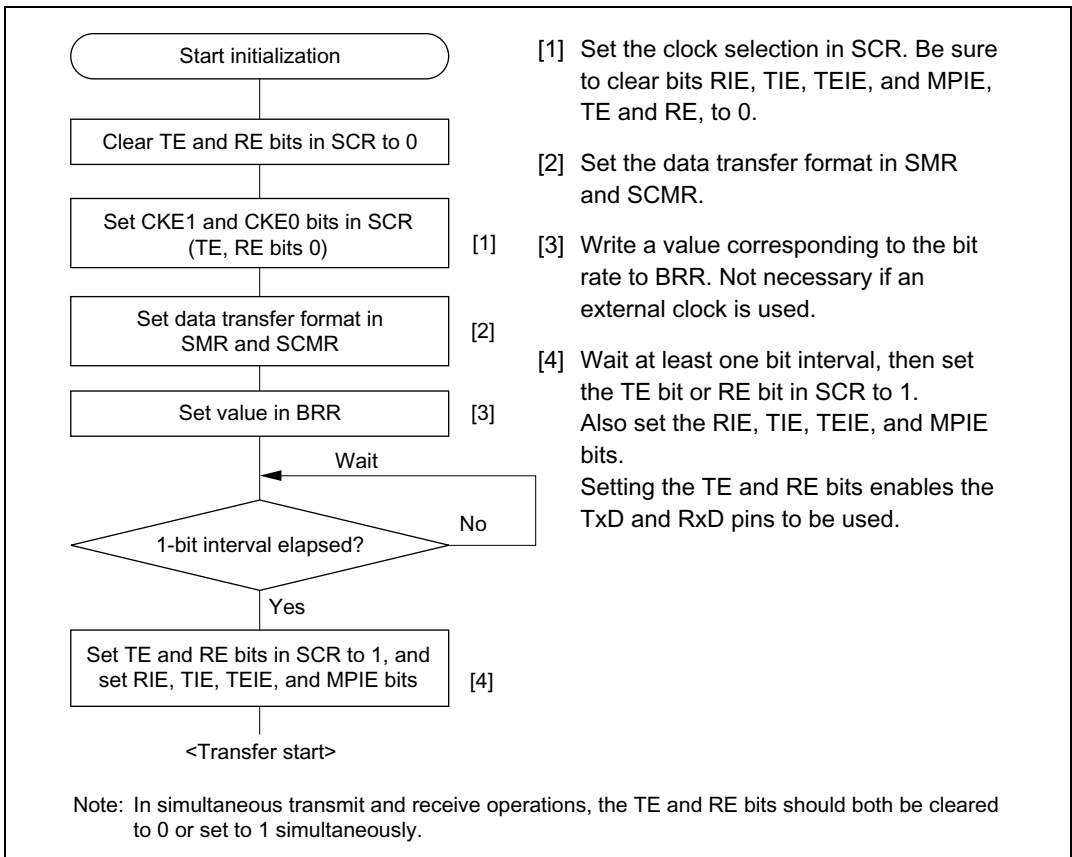 Start initialization
Clear TE and RE bits in SCR to 0
Set CKE1 and CKE0 bits in SCR
(TE, RE bits 0)
[1]
Set data transfer format in
SMR and SCMR
[2]
Set value in BRR
[3]
Wait
1-bit interval elapsed?
No
Yes
Set TE and RE bits in SCR to 1, and
set RIE, TIE, TEIE, and MPIE bits
[4]
<Transfer start>
[1] Set the clock selection in SCR. Be sure
to clear bits RIE, TIE, TEIE, and MPIE,
TE and RE, to 0.
[2] Set the data transfer format in SMR
and SCMR.
[3] Write a value corresponding to the bit
rate to BRR. Not necessary if an
external clock is used.
[4] Wait at least one bit interval, then set
the TE bit or RE bit in SCR to 1.
Also set the RIE, TIE, TEIE, and MPIE
bits.
Setting the TE and RE bits enables the
TxD and RxD pins to be used.
Note: In simultaneous transmit and receive operations, the TE and RE bits should both be cleared
to 0 or set to 1 simultaneously.